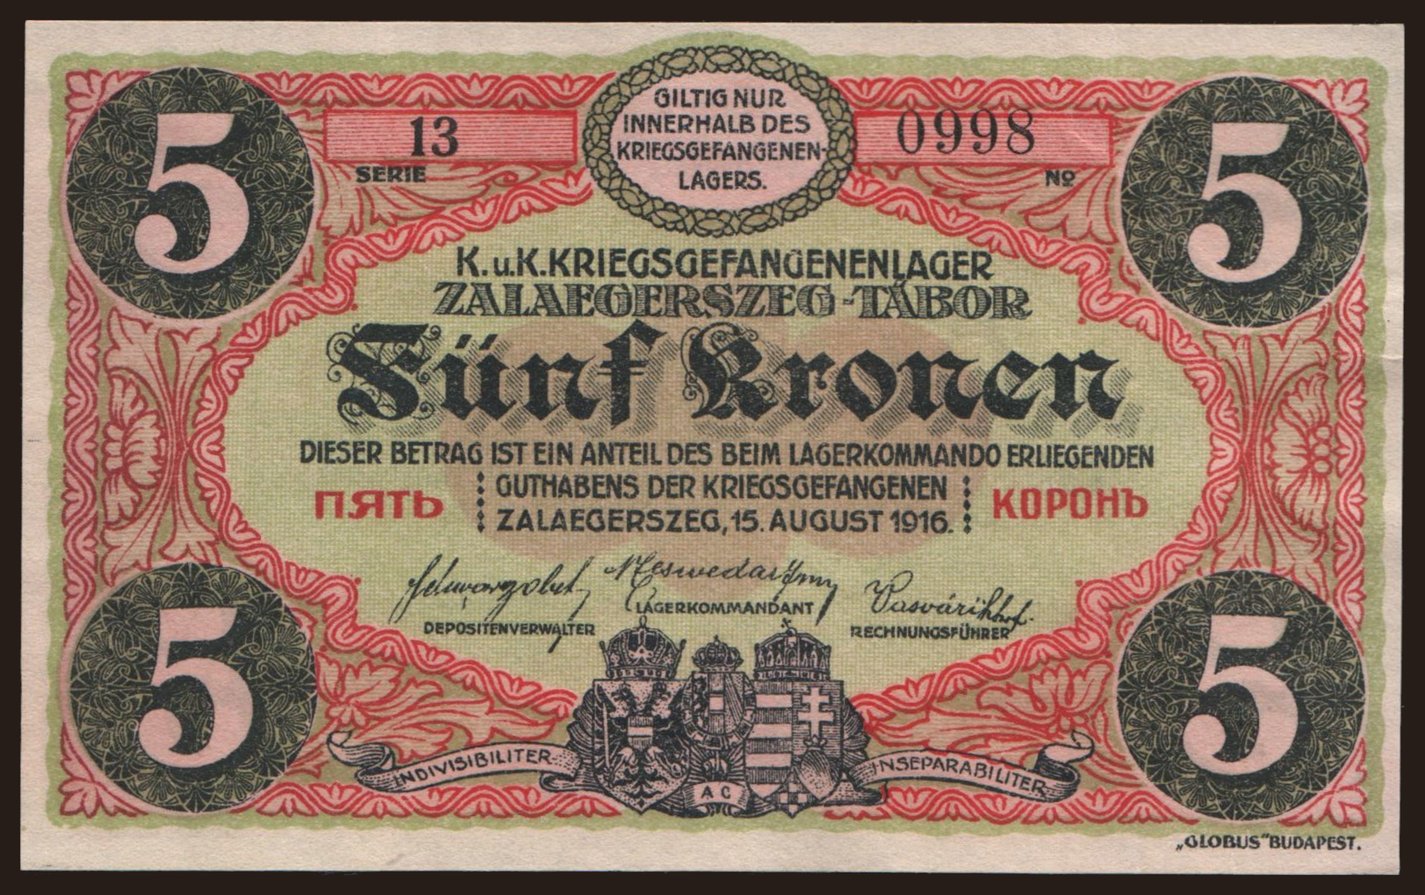 5
5
13
SERIE
GILTIG NUR
INNERHALB DES
KRIEGSGEFANGENEN-
LAGERS.
0998
No
K.u.K.KRIEGSGEFANGENENLAGER
ZALAEGERSZEG-TÁBOR
Fünf Kronen
DIESER BETRAG IST EIN ANTEIL DES BEIM LAGERKOMMANDO ERLIEGENDEN
ПЯТЬ GUTHABENS DER KRIEGSGEFANGENEN КОРОНЪ
ZALAEGERSZEG, 15. AUGUST 1916.
DEPOSITENVERWALTER
LAGERKOMMANDANT
RECHNUNGSFÜHRER
5
5
INDIVISIBILITER
AC
INSEPARABILITER
„GLOBUS" BUDAPEST.